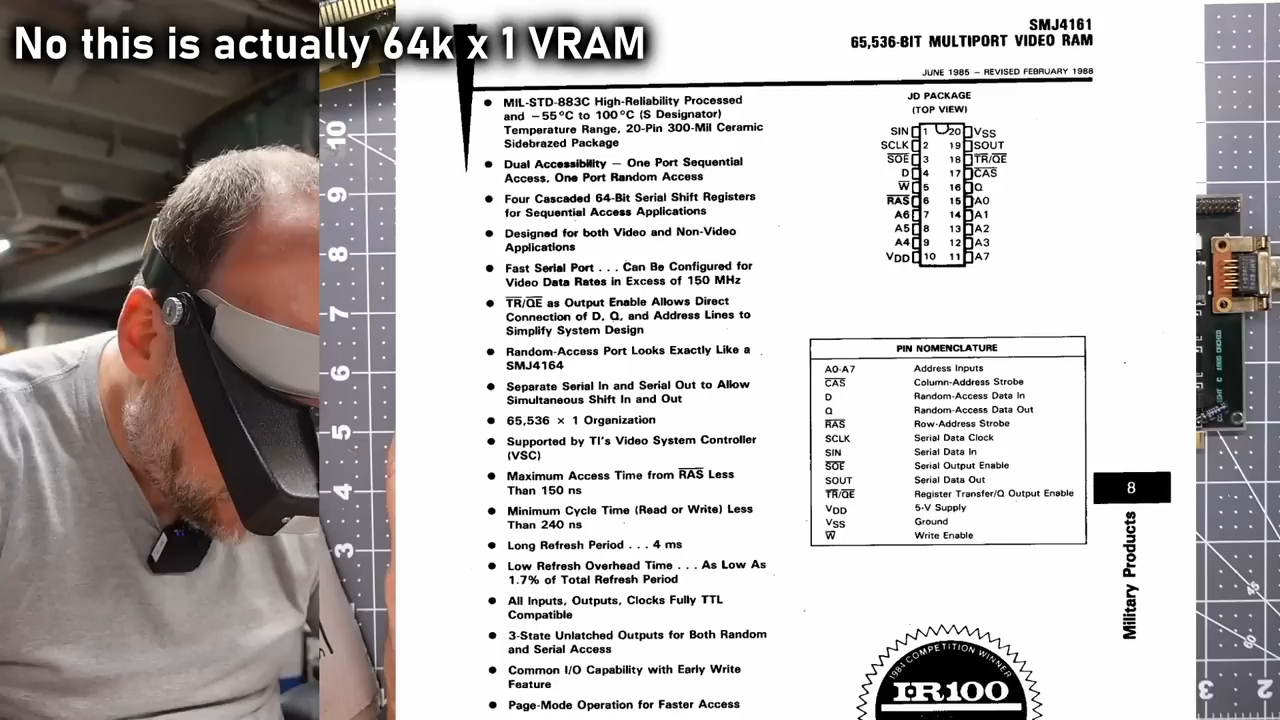 No this is actually 64k x 1 VRAM
SMJ4161
65,536-BIT MULTIPORT VIDEO RAM
JUNE 1985 – REVISED FEBRUARY 1988
MIL-STD-883C High-Reliability Processed
and −55°C to 100°C (S Designator)
Temperature Range, 20-Pin 300-Mil Ceramic
Sidebrazed Package
Dual Accessibility — One Port Sequential
Access, One Port Random Access
Four Cascaded 64-Bit Serial Shift Registers
for Sequential Access Applications
Designed for both Video and Non-Video
Applications
Fast Serial Port . . . Can Be Configured for
Video Data Rates in Excess of 150 MHz
TR/QE as Output Enable Allows Direct
Connection of D, Q, and Address Lines to
Simplify System Design
Random-Access Port Looks Exactly Like a
SMJ4164
Separate Serial In and Serial Out to Allow
Simultaneous Shift In and Out
65,536 × 1 Organization
Supported by TI's Video System Controller
(VSC)
Maximum Access Time from RAS Less
Than 150 ns
Minimum Cycle Time (Read or Write) Less
Than 240 ns
Long Refresh Period . . . 4 ms
Low Refresh Overhead Time . . . As Low As
1.7% of Total Refresh Period
All Inputs, Outputs, Clocks Fully TTL
Compatible
3-State Unlatched Outputs for Both Random
and Serial Access
Common I/O Capability with Early Write
Feature
Page-Mode Operation for Faster Access
JD PACKAGE
(TOP VIEW)
SIN 1 20 VSS
SCLK 2 19 SOUT
SOE 3 18 TR/QE
D 4 17 CAS
W 5 16 Q
RAS 6 15 A0
A6 7 14 A1
A5 8 13 A2
A4 9 12 A3
VDD 10 11 A7
PIN NOMENCLATURE
A0-A7 Address Inputs
CAS Column-Address Strobe
D Random-Access Data In
Q Random-Access Data Out
RAS Row-Address Strobe
SCLK Serial Data Clock
SIN Serial Data In
SOE Serial Output Enable
SOUT Serial Data Out
TR/QE Register Transfer/Q Output Enable
VDD 5-V Supply
VSS Ground
W Write Enable
8
Military Products
1984 COMPETITION WINNER
IR100
10
9
8
7
6
5
4
3
45
60
3
2